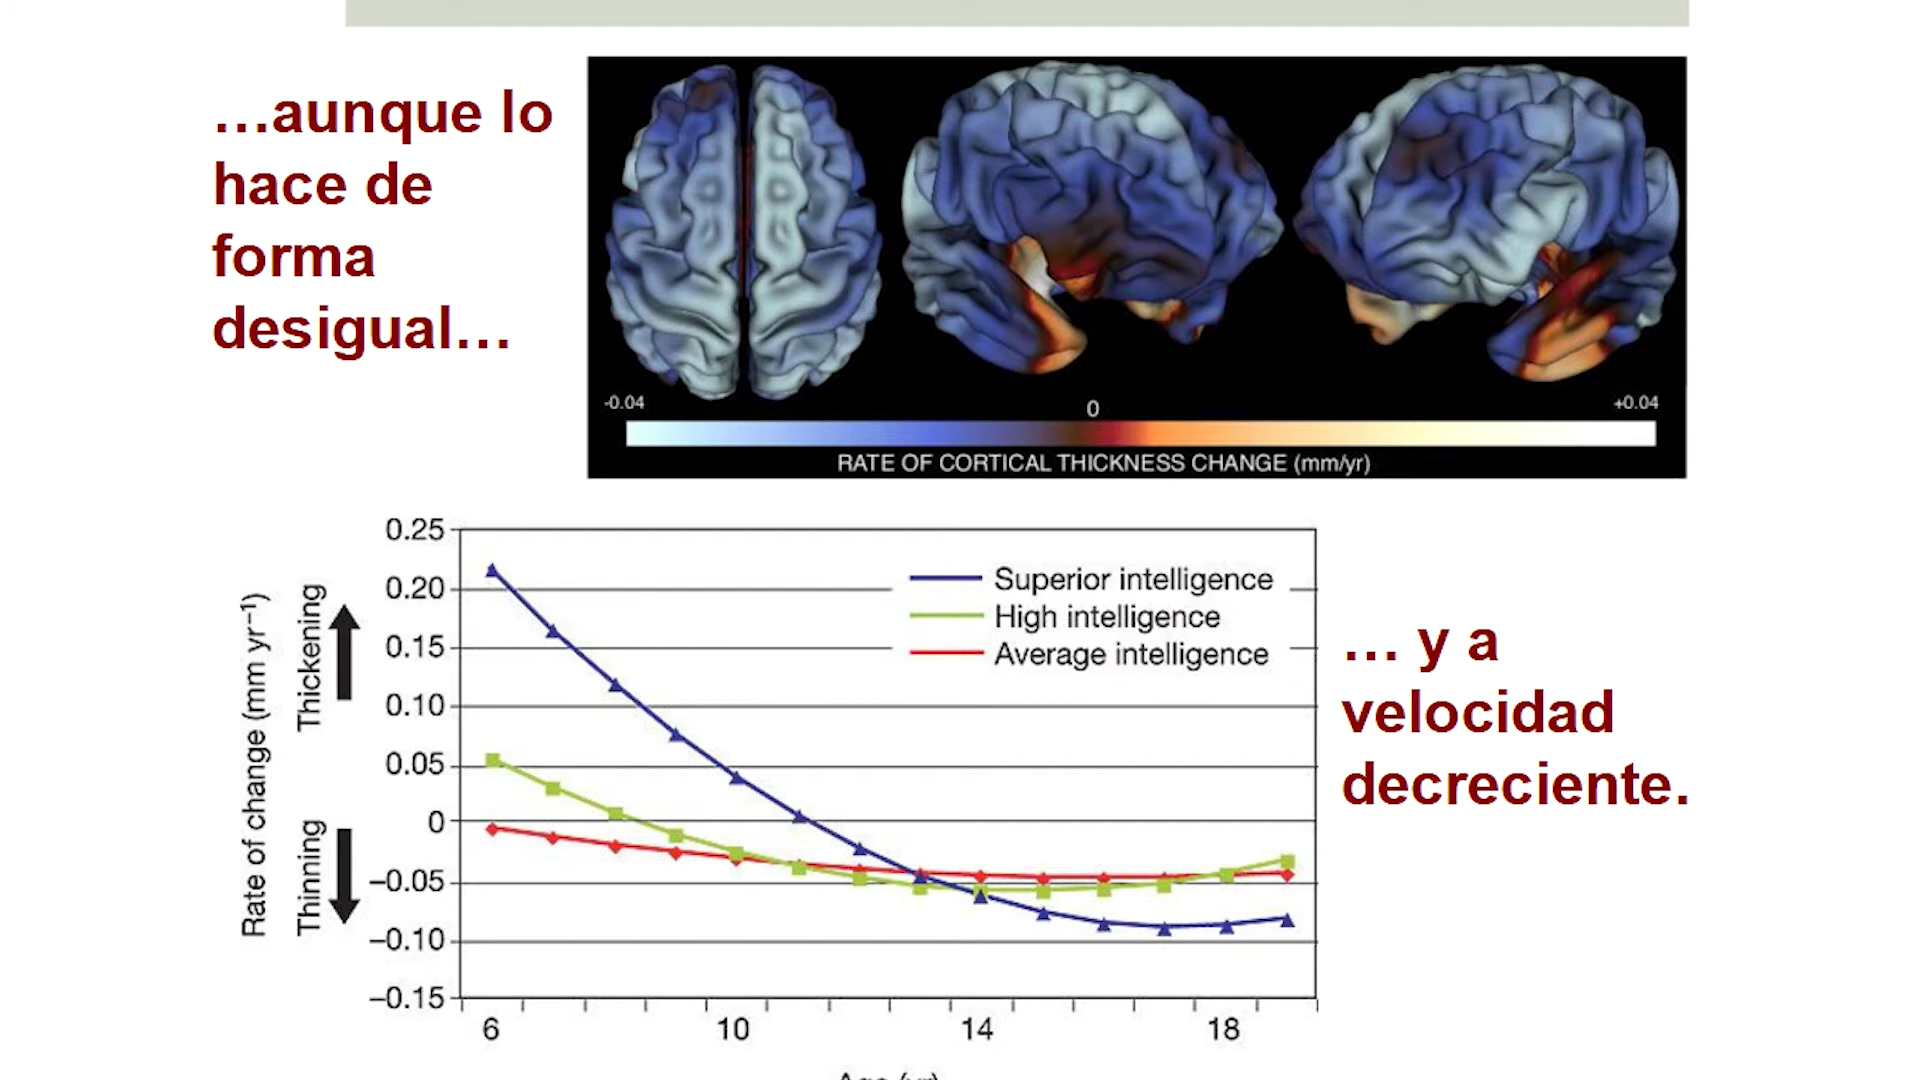 …aunque lo
hace de
forma
desigual…
-0.04
0
+0.04
RATE OF CORTICAL THICKNESS CHANGE (mm/yr)
Rate of change (mm yr⁻¹)
Thickening
Thinning
0.25
0.20
0.15
0.10
0.05
0
−0.05
−0.10
−0.15
Superior intelligence
High intelligence
Average intelligence
6
10
14
18
Age (yr)
… y a
velocidad
decreciente.